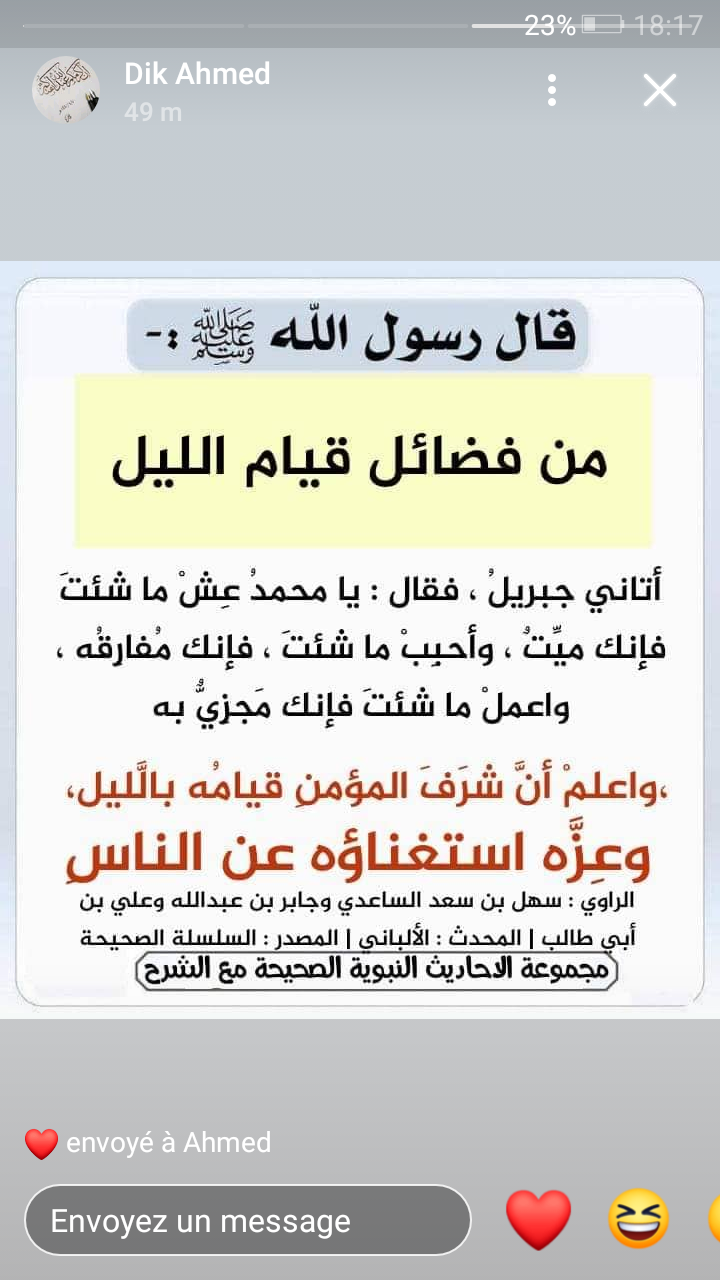 23% 18:17
Dik Ahmed
49 m
قال رسول الله ﷺ :-
من فضائل قيام الليل
أتاني جبريلُ ، فقال : يا محمدُ عِشْ ما شئتَ
فإنك ميِّتٌ ، وأحبِبْ ما شئتَ ، فإنك مُفارِقُه ،
واعملْ ما شئتَ فإنك مَجزِيٌّ به
،واعلمْ أنَّ شرَفَ المؤمنِ قيامُه بالَّليل،
وعِزَّه استغناؤه عن الناسِ
الراوي : سهل بن سعد الساعدي وجابر بن عبدالله وعلي بن
أبي طالب | المحدث : الألباني | المصدر : السلسلة الصحيحة
مجموعة الاحاديث النبوية الصحيحة مع الشرح
❤️ envoyé à Ahmed
Envoyez un message